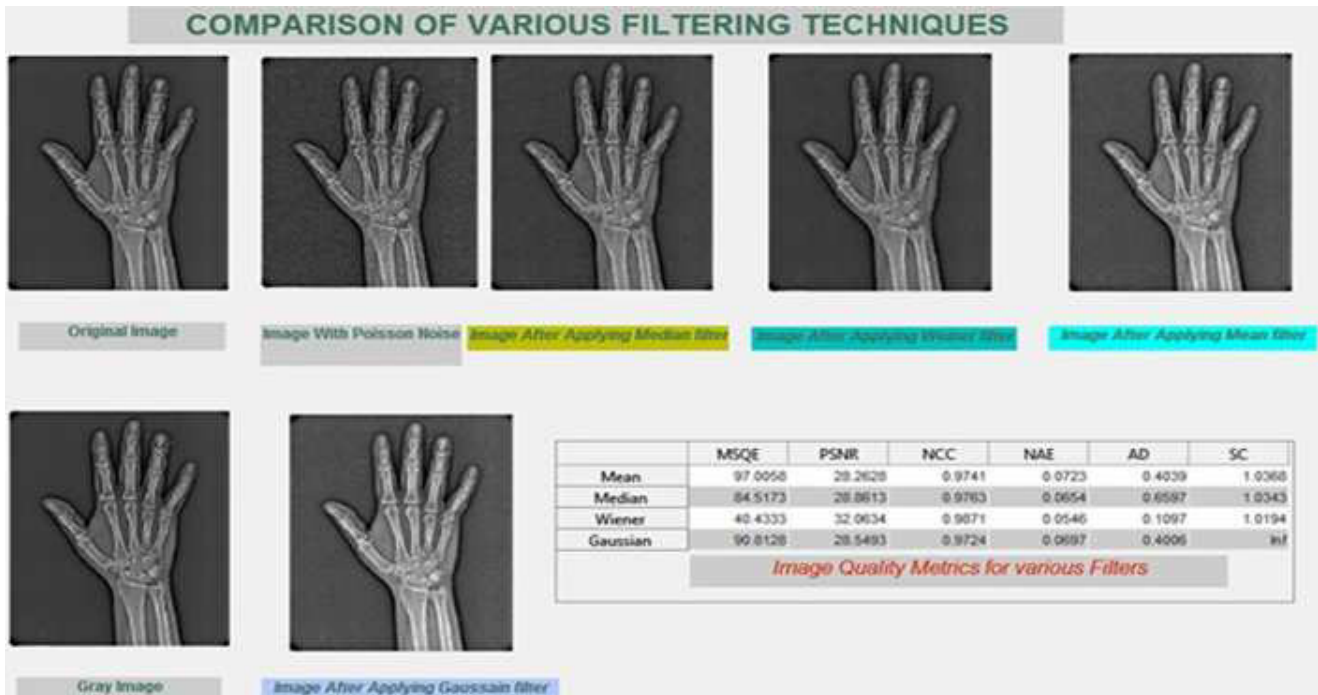 COMPARISON OF VARIOUS FILTERING TECHNIQUES
Original Image
Image With Poisson Noise
Image After Applying Median filter
Image After Applying Weiner filter
Image After Applying Mean filter
Gray Image
Image After Applying Gaussain filter
MSQE PSNR NCC NAE AD SC
Mean 97.0058 28.2628 0.9741 0.0723 0.4039 1.0368
Median 84.5173 28.8613 0.9763 0.0654 0.6597 1.0343
Wiener 40.4333 32.0634 0.9871 0.0546 0.1097 1.0194
Gaussian 90.8128 28.5493 0.9724 0.0697 0.4006 Inf
Image Quality Metrics for various Filters